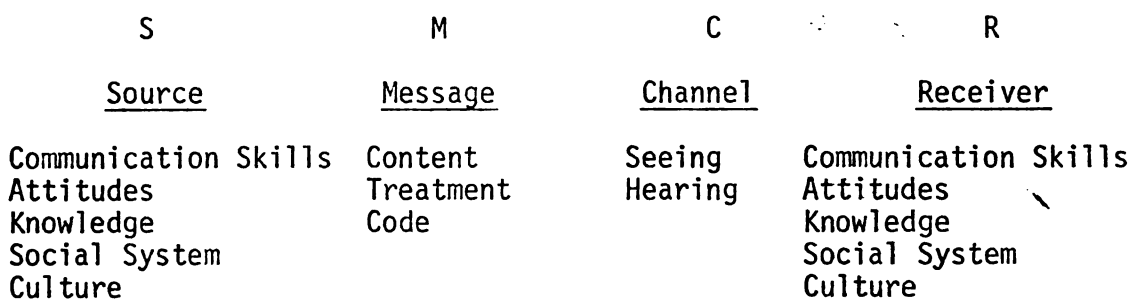 S M C R
Source Message Channel Receiver
Communication Skills Content Seeing Communication Skills
Attitudes Treatment Hearing Attitudes
Knowledge Code Knowledge
Social System Social System
Culture Culture